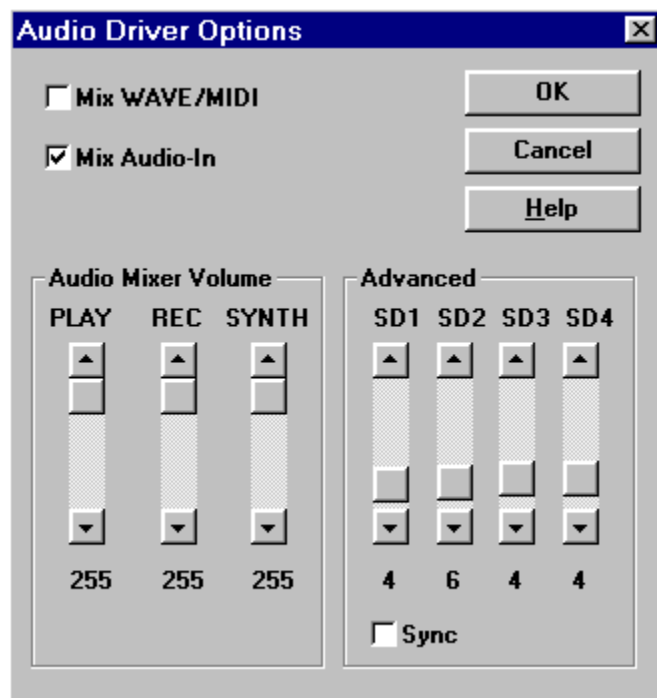 Audio Driver Options
Mix WAVE/MIDI
Mix Audio-In
OK
Cancel
Help
Audio Mixer Volume
PLAY REC SYNTH
255 255 255
Advanced
SD1 SD2 SD3 SD4
4 6 4 4
Sync